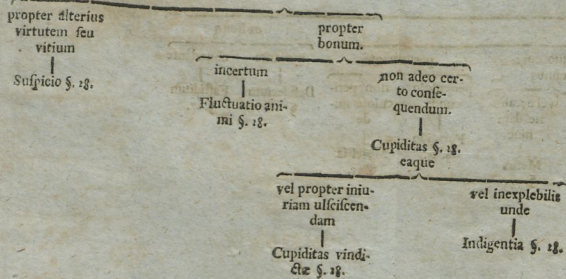 propter alterius
virtutem seu
vitium
Suſpicio §. 18.
propter
bonum.
incertum
Fluctuatio ani-
mi §. 18.
non adeo cer-
to conſe-
quendum.
Cupiditas §. 18.
eaque
vel propter iniu-
riam ulſciſcen-
dam
Cupiditas vindi-
ctæ §. 18.
vel inexplebilis
unde
Indigentia §. 18.